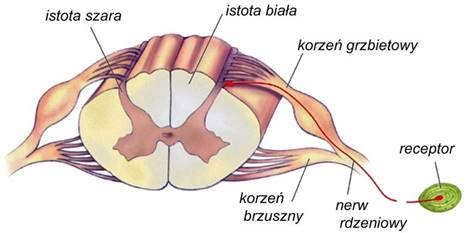 istota biała
istota szara
korzeń grzbietowy
receptor
korzeń
brzuszny
nerw
rdzeniowy